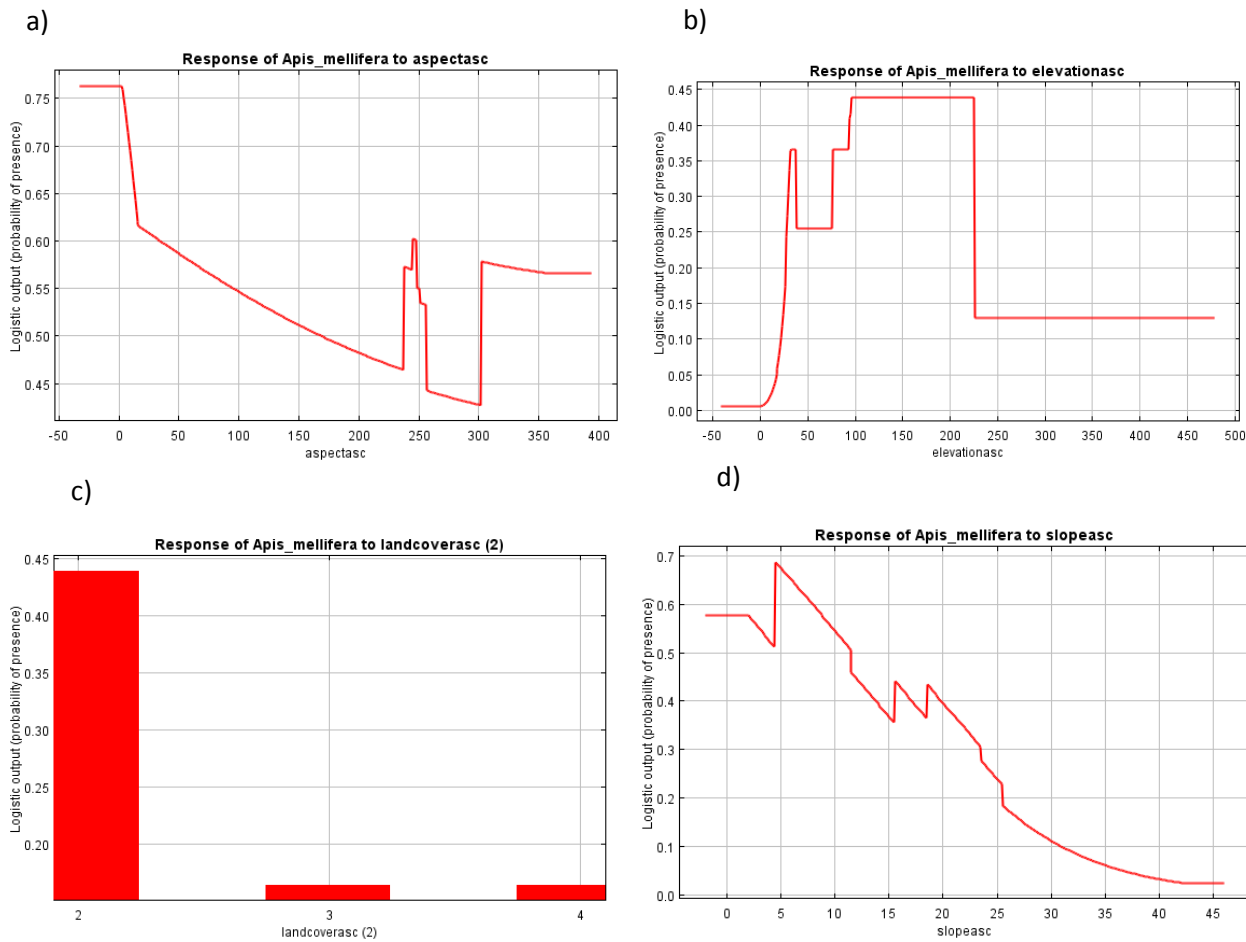 a)
Response of Apis_mellifera to aspectasc
Logistic output (probability of presence)
0.75
0.70
0.65
0.60
0.55
0.50
0.45
-50 0 50 100 150 200 250 300 350 400
aspectasc
b)
Response of Apis_mellifera to elevationasc
Logistic output (probability of presence)
0.45
0.40
0.35
0.30
0.25
0.20
0.15
0.10
0.05
0.00
-50 0 50 100 150 200 250 300 350 400 450 500
elevationasc
c)
Response of Apis_mellifera to landcoverasc (2)
Logistic output (probability of presence)
0.45
0.40
0.35
0.30
0.25
0.20
2 3 4
landcoverasc (2)
d)
Response of Apis_mellifera to slopeasc
Logistic output (probability of presence)
0.7
0.6
0.5
0.4
0.3
0.2
0.1
0.0
0 5 10 15 20 25 30 35 40 45
slopeasc